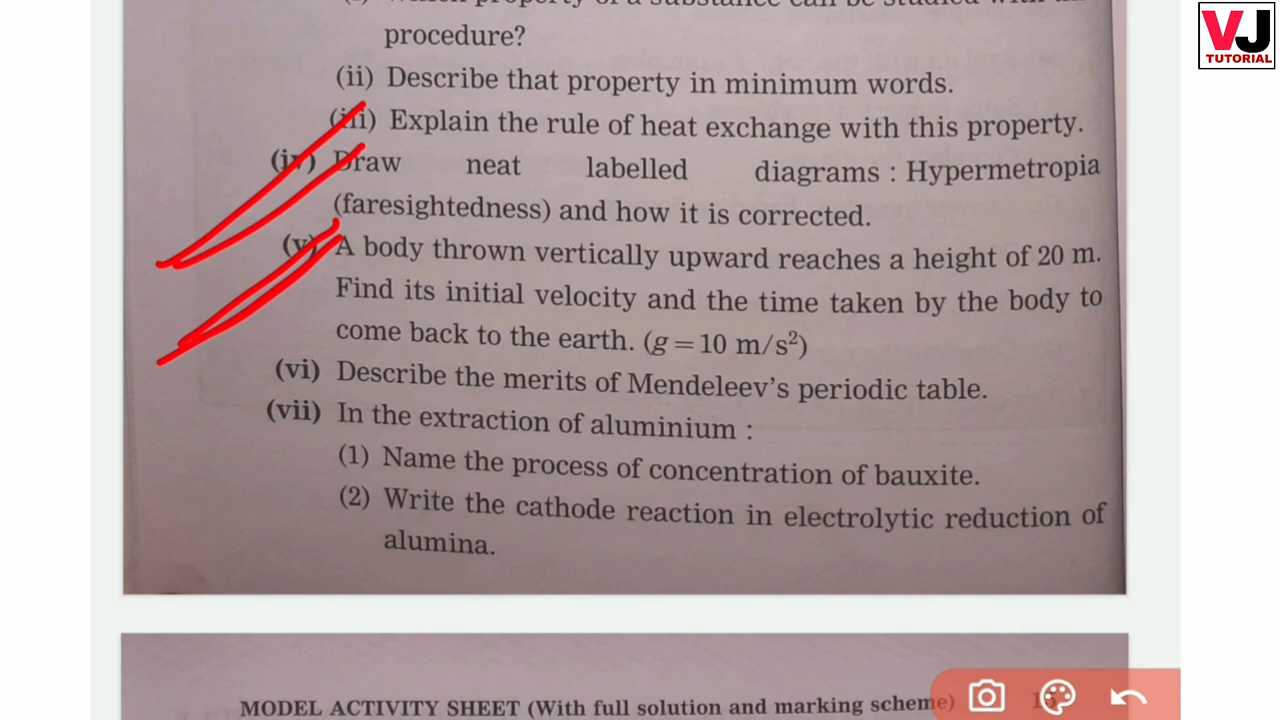 VJ
TUTORIAL
procedure?
(ii) Describe that property in minimum words.
(iii) Explain the rule of heat exchange with this property.
(iv) Draw neat labelled diagrams : Hypermetropia
(faresightedness) and how it is corrected.
(v) A body thrown vertically upward reaches a height of 20 m.
Find its initial velocity and the time taken by the body to
come back to the earth. (g = 10 m/s²)
(vi) Describe the merits of Mendeleev's periodic table.
(vii) In the extraction of aluminium :
(1) Name the process of concentration of bauxite.
(2) Write the cathode reaction in electrolytic reduction of
alumina.
MODEL ACTIVITY SHEET (With full solution and marking scheme)